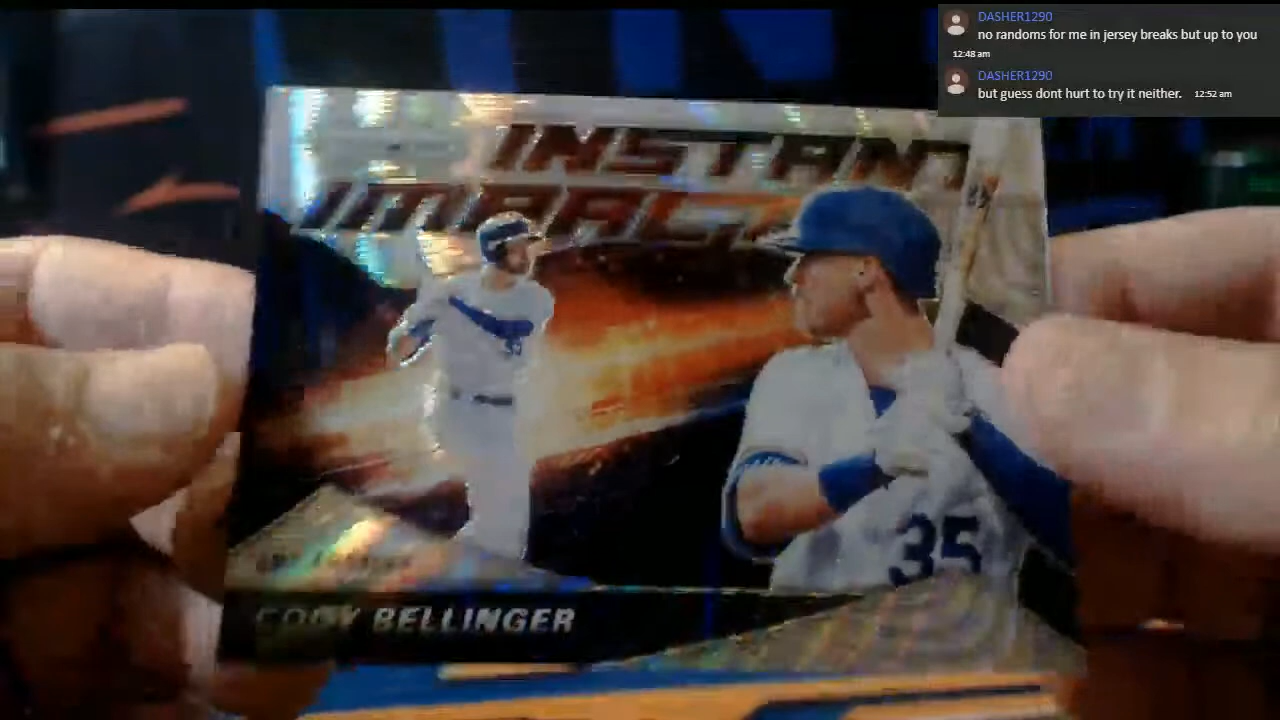 DASHER1290
no randoms for me in jersey breaks but up to you
12:48 am
DASHER1290
but guess dont hurt to try it neither. 12:52 am
INSTANT
IMPACT
35
CODY BELLINGER
35